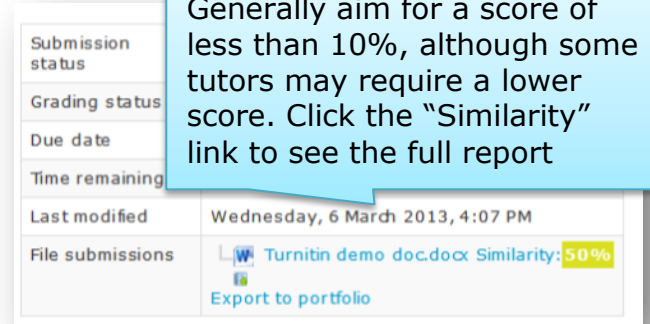 Generally aim for a score of
less than 10%, although some
tutors may require a lower
score. Click the “Similarity”
link to see the full report
Submission
status
Grading status
Due date
Time remaining
Last modified Wednesday, 6 March 2013, 4:07 PM
File submissions Turnitin demo doc.docx Similarity: 50%
Export to portfolio